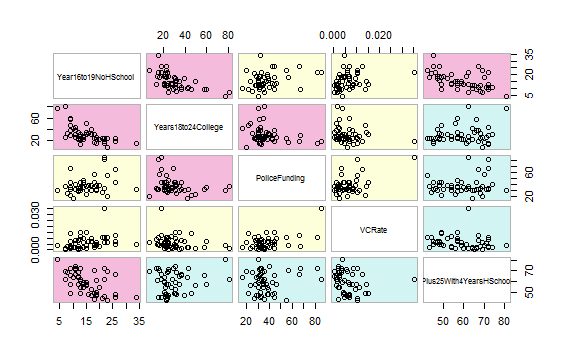 20 40 60 80
0.000 0.020
Year16to19NoHSchool
5 15 25 35
20 60
Years18to24College
PoliceFunding
20 40 60 80
0.000 0.030
VCRate
Plus25With4YearsHSchool
50 70
5 15 25 35
20 40 60 80
50 60 70 80